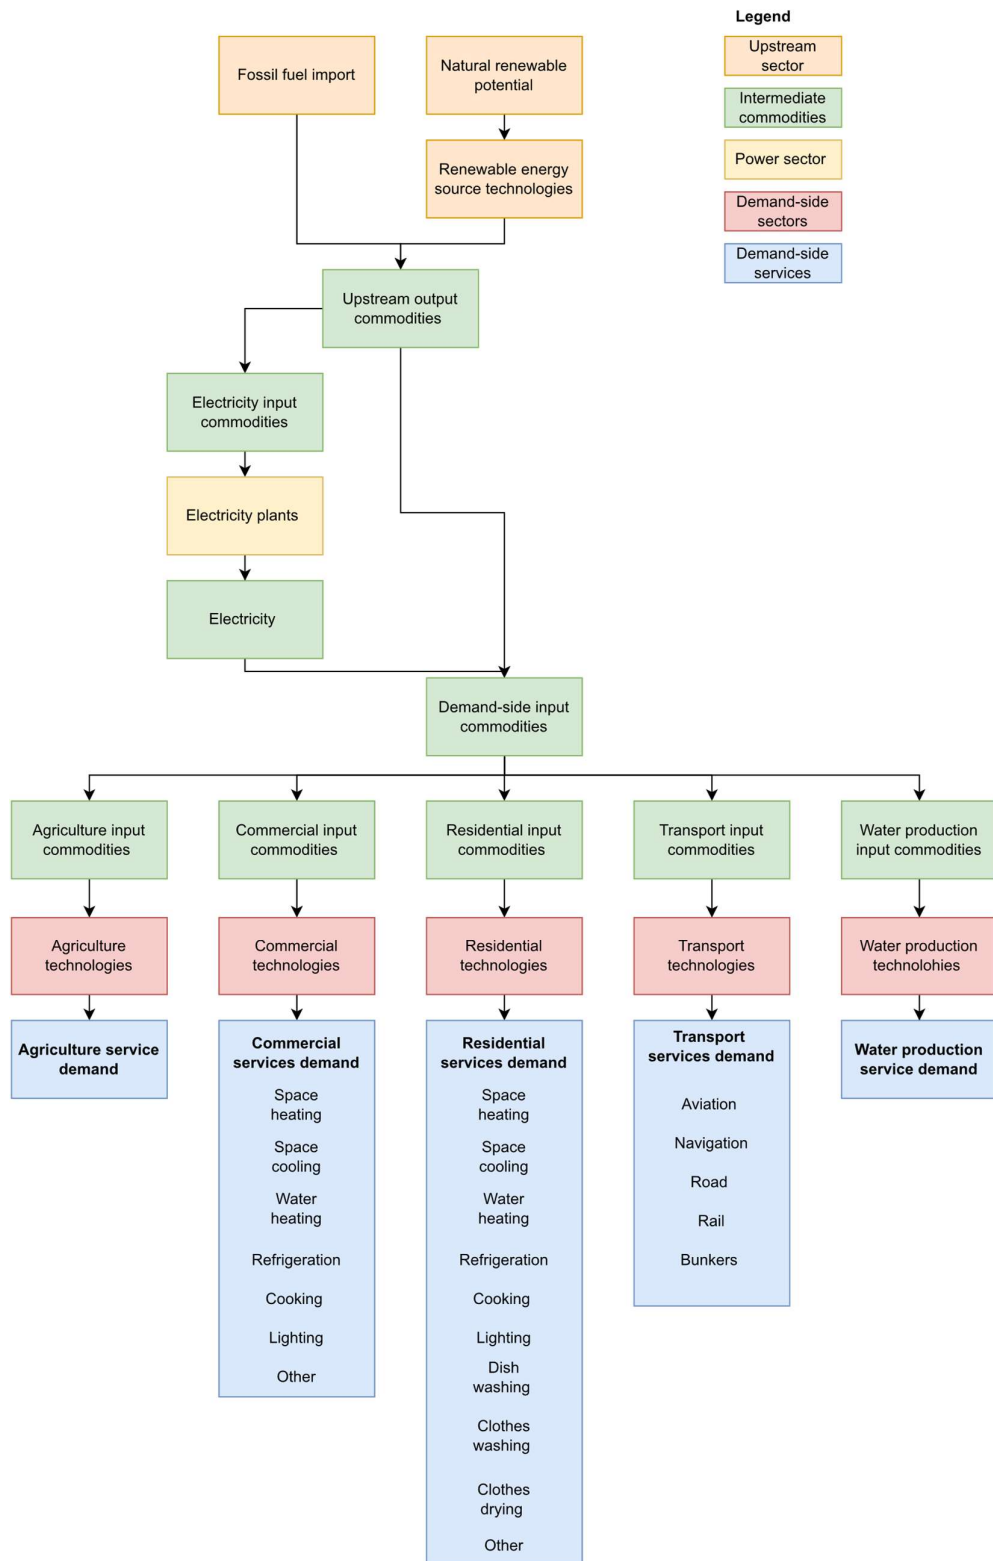 Legend
Upstream
sector
Intermediate
commodities
Power sector
Demand-side
sectors
Demand-side
services
Fossil fuel import
Natural renewable
potential
Renewable energy
source technologies
Upstream output
commodities
Electricity input
commodities
Electricity plants
Electricity
Demand-side input
commodities
Agriculture input
commodities
Commercial input
commodities
Residential input
commodities
Transport input
commodities
Water production
input commodities
Agriculture
technologies
Commercial
technologies
Residential
technologies
Transport
technologies
Water production
technolohies
Agriculture service
demand
Commercial
services demand
Space
heating
Space
cooling
Water
heating
Refrigeration
Cooking
Lighting
Other
Residential
services demand
Space
heating
Space
cooling
Water
heating
Refrigeration
Cooking
Lighting
Dish
washing
Clothes
washing
Clothes
drying
Other
Transport
services demand
Aviation
Navigation
Road
Rail
Bunkers
Water production
service demand